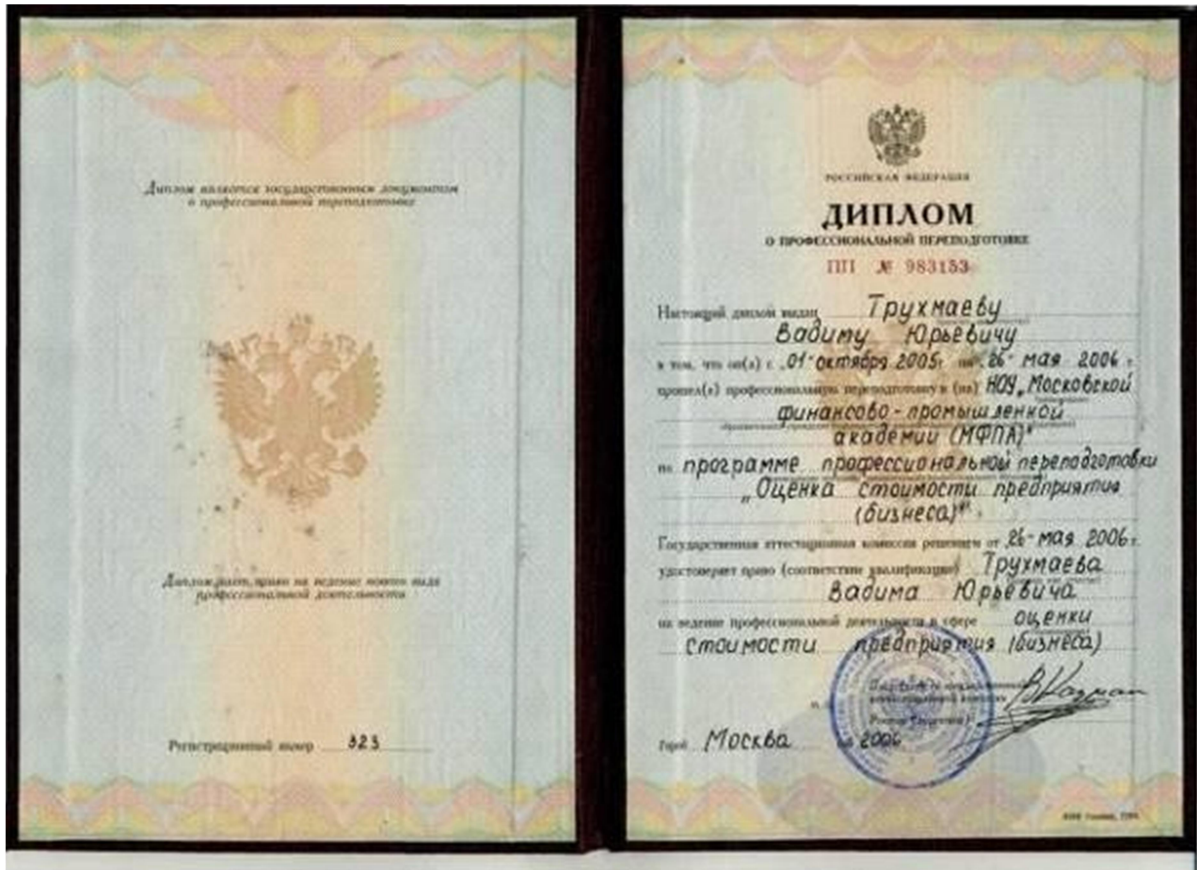 Диплом является государственным документом
о профессиональной переподготовке
Диплом дает право на ведение нового вида
профессиональной деятельности
Регистрационный номер 323
РОССИЙСКАЯ ФЕДЕРАЦИЯ
ДИПЛОМ
О ПРОФЕССИОНАЛЬНОЙ ПЕРЕПОДГОТОВКЕ
ПП № 983153
Настоящий диплом выдан Трухмаеву
Вадиму Юрьевичу
в том, что он(а) с „01“ октября 2005 г. по „26“ мая 2006 г.
прошел(а) профессиональную переподготовку в (на) НОУ „Московской
финансово-промышленной
академии (МФПА)“
по программе профессиональной переподготовки
„Оценка стоимости предприятия
(бизнеса)“
Государственная аттестационная комиссия решением от „26“ мая 2006 г.
удостоверяет право (соответствие квалификации) Трухмаева
Вадима Юрьевича
на ведение профессиональной деятельности в сфере оценки
стоимости предприятия (бизнеса)
Город Москва 2006